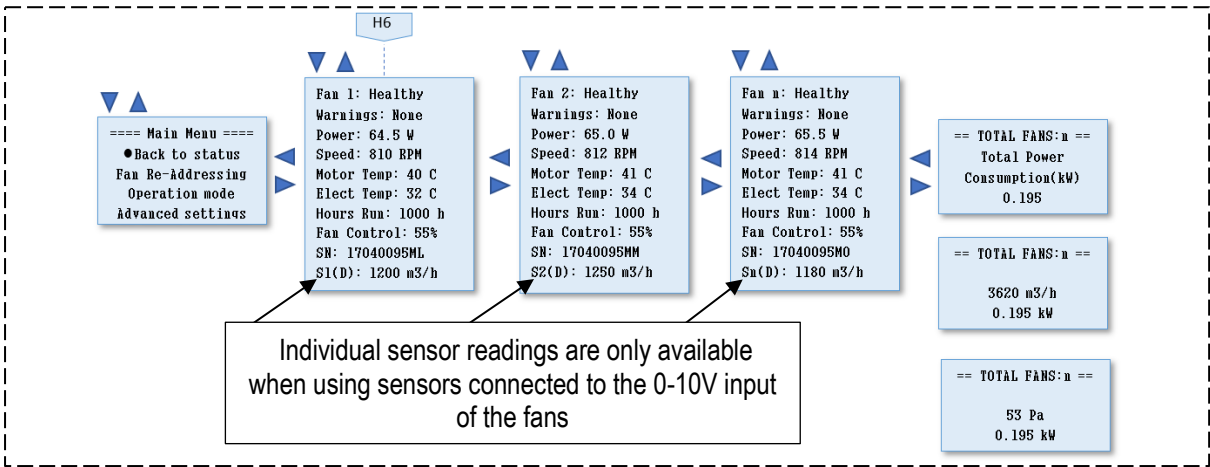 H6
==== Main Menu ====
●Back to status
Fan Re-Addressing
Operation mode
Advanced settings
Fan 1: Healthy
Warnings: None
Power: 64.5 W
Speed: 810 RPM
Motor Temp: 40 C
Elect Temp: 32 C
Hours Run: 1000 h
Fan Control: 55%
SN: 17040095ML
S1(D): 1200 m3/h
Fan 2: Healthy
Warnings: None
Power: 65.0 W
Speed: 812 RPM
Motor Temp: 41 C
Elect Temp: 34 C
Hours Run: 1000 h
Fan Control: 55%
SN: 17040095MM
S2(D): 1250 m3/h
Fan n: Healthy
Warnings: None
Power: 65.5 W
Speed: 814 RPM
Motor Temp: 41 C
Elect Temp: 34 C
Hours Run: 1000 h
Fan Control: 55%
SN: 17040095MO
Sn(D): 1180 m3/h
== TOTAL FANS:n ==
Total Power
Consumption(kW)
0.195
== TOTAL FANS:n ==
3620 m3/h
0.195 kW
== TOTAL FANS:n ==
53 Pa
0.195 kW
Individual sensor readings are only available
when using sensors connected to the 0-10V input
of the fans